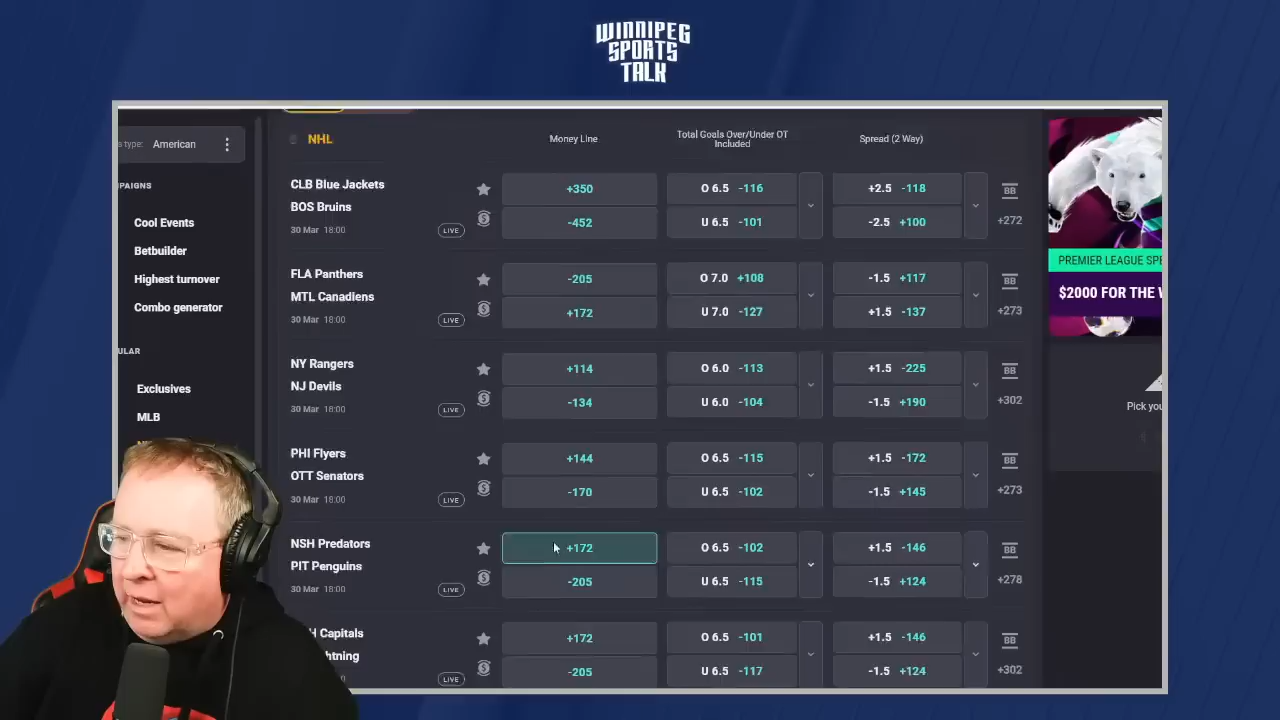 WINNIPEG
SPORTS
TALK
s type: American
PAIGNS
Cool Events
Betbuilder
Highest turnover
Combo generator
ULAR
Exclusives
MLB
NHL
Money Line
Total Goals Over/Under OT
Included
Spread (2 Way)
CLB Blue Jackets
BOS Bruins
30 Mar 18:00
LIVE
+350
-452
O 6.5 -116
U 6.5 -101
+2.5 -118
-2.5 +100
BB
+272
FLA Panthers
MTL Canadiens
30 Mar 18:00
LIVE
-205
+172
O 7.0 +108
U 7.0 -127
-1.5 +117
+1.5 -137
BB
+273
NY Rangers
NJ Devils
30 Mar 18:00
LIVE
+114
-134
O 6.0 -113
U 6.0 -104
+1.5 -225
-1.5 +190
BB
+302
PHI Flyers
OTT Senators
30 Mar 18:00
LIVE
+144
-170
O 6.5 -115
U 6.5 -102
+1.5 -172
-1.5 +145
BB
+273
NSH Predators
PIT Penguins
30 Mar 18:00
LIVE
+172
-205
O 6.5 -102
U 6.5 -115
+1.5 -146
-1.5 +124
BB
+278
H Capitals
htning
LIVE
+172
-205
O 6.5 -101
U 6.5 -117
+1.5 -146
-1.5 +124
BB
+302
PREMIER LEAGUE SPE
$2000 FOR THE W
Pick you